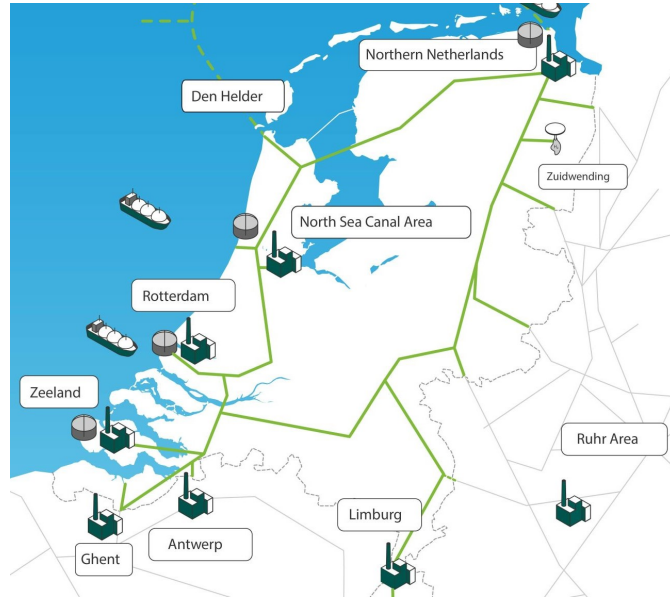 Northern Netherlands
Den Helder
Zuidwending
North Sea Canal Area
Rotterdam
Zeeland
Ruhr Area
Limburg
Antwerp
Ghent